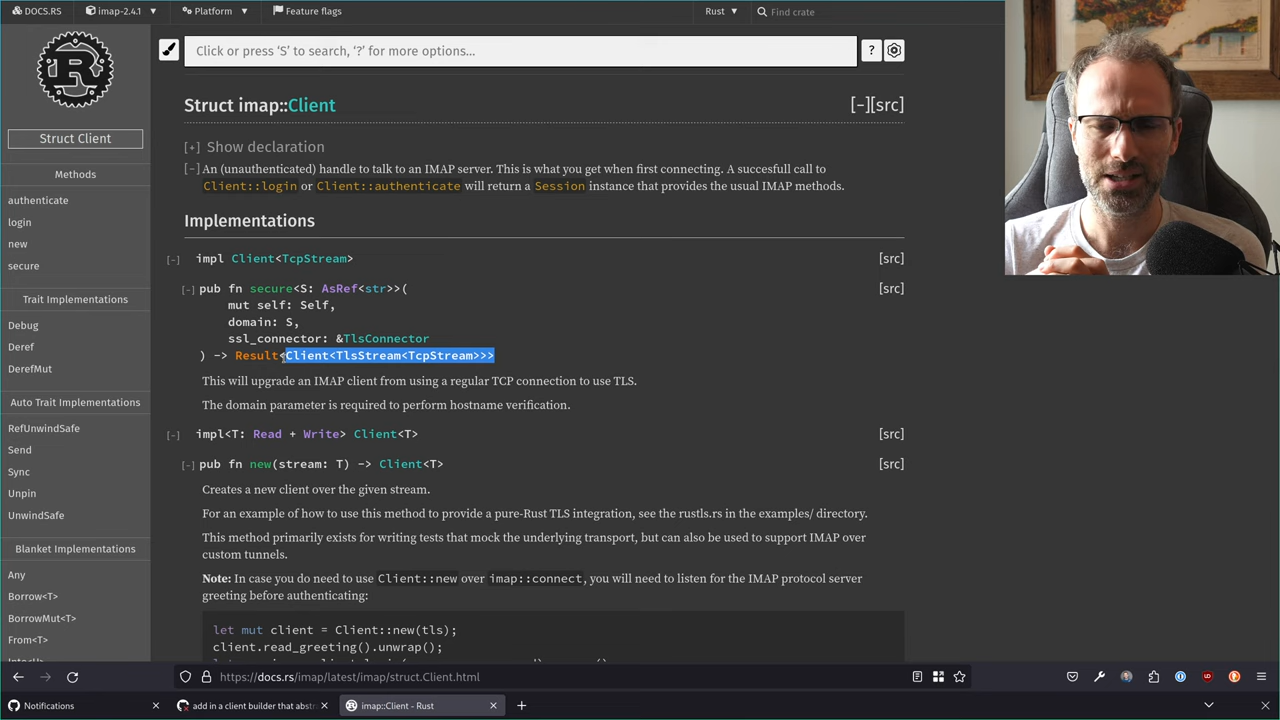 DOCS.RS
imap-2.4.1
Platform
Feature flags
Rust
Find crate
Click or press ‘S’ to search, ‘?’ for more options…
?
Struct Client
Methods
authenticate
login
new
secure
Trait Implementations
Debug
Deref
DerefMut
Auto Trait Implementations
RefUnwindSafe
Send
Sync
Unpin
UnwindSafe
Blanket Implementations
Any
Borrow<T>
BorrowMut<T>
From<T>
Struct imap::Client
[−][src]
[+] Show declaration
[−] An (unauthenticated) handle to talk to an IMAP server. This is what you get when first connecting. A succesfull call to
Client::login or Client::authenticate will return a Session instance that provides the usual IMAP methods.
Implementations
[−] impl Client<TcpStream> [src]
[−] pub fn secure<S: AsRef<str>>( [src]
mut self: Self,
domain: S,
ssl_connector: &TlsConnector
) -> Result<Client<TlsStream<TcpStream>>>
This will upgrade an IMAP client from using a regular TCP connection to use TLS.
The domain parameter is required to perform hostname verification.
[−] impl<T: Read + Write> Client<T> [src]
[−] pub fn new(stream: T) -> Client<T> [src]
Creates a new client over the given stream.
For an example of how to use this method to provide a pure-Rust TLS integration, see the rustls.rs in the examples/ directory.
This method primarily exists for writing tests that mock the underlying transport, but can also be used to support IMAP over
custom tunnels.
Note: In case you do need to use Client::new over imap::connect, you will need to listen for the IMAP protocol server
greeting before authenticating:
let mut client = Client::new(tls);
client.read_greeting().unwrap();
https://docs.rs/imap/latest/imap/struct.Client.html
Notifications
add in a client builder that abst
imap::Client - Rust